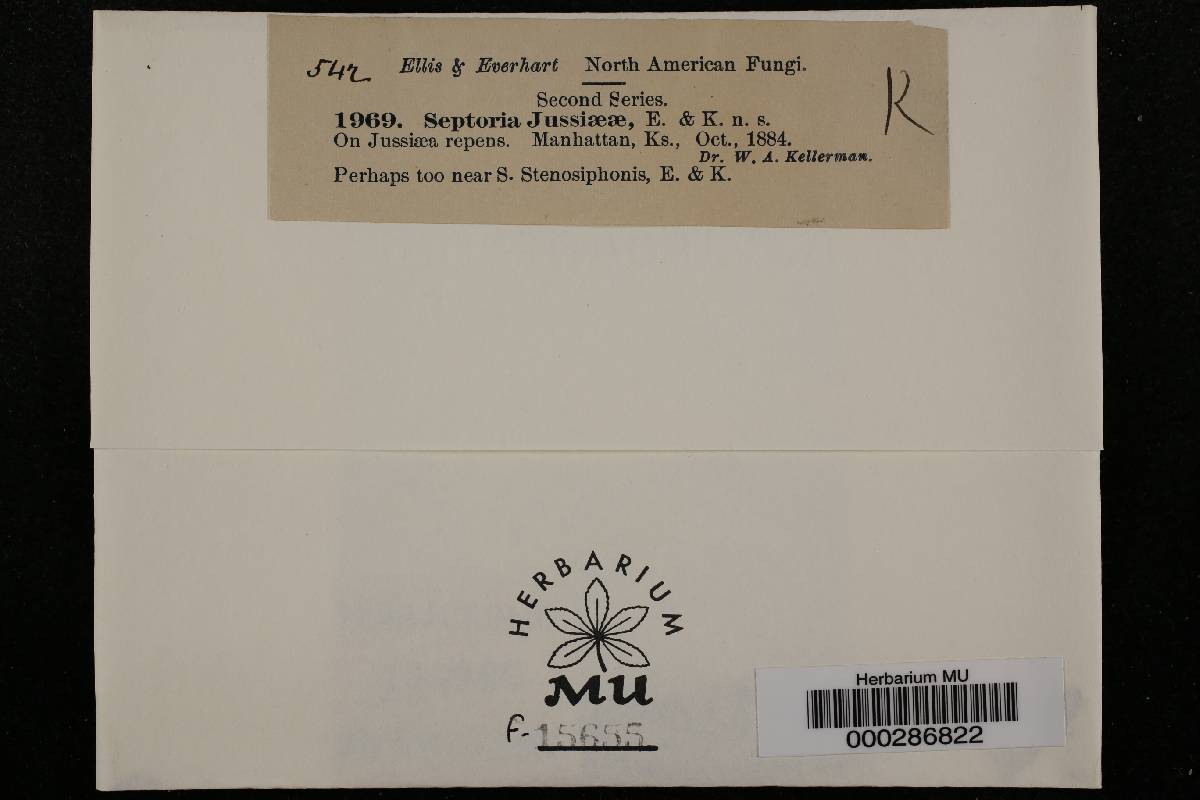 542 Ellis & Everhart North American Fungi.
Second Series.
1969. Septoria Jussiææ, E. & K. n. s.
On Jussiæa repens. Manhattan, Ks., Oct., 1884.
Dr. W. A. Kellerman.
Perhaps too near S. Stenosiphonis, E. & K.
K
HERBARIUM
MU
F-15655
Herbarium MU
000286822